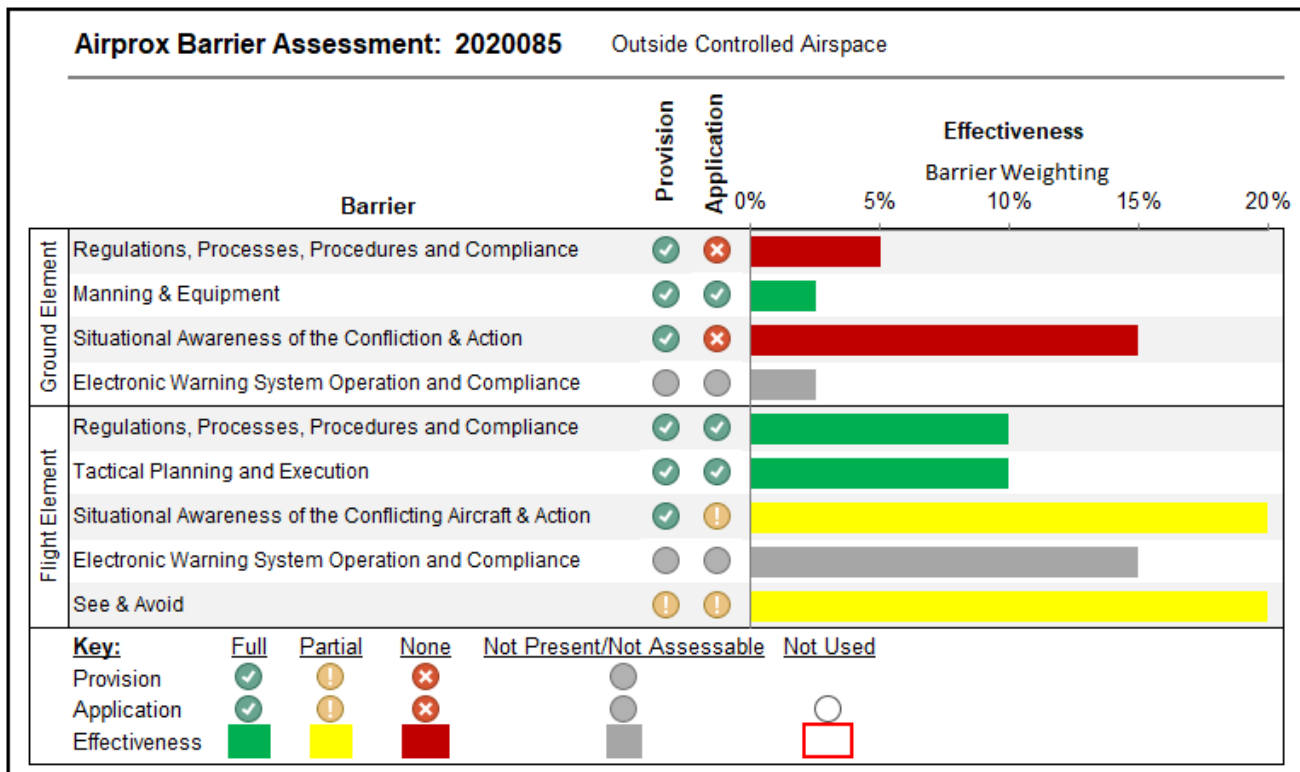 Airprox Barrier Assessment: 2020085 Outside Controlled Airspace
Barrier
Provision
Application
Effectiveness
Barrier Weighting
0% 5% 10% 15% 20%
Ground Element
Regulations, Processes, Procedures and Compliance
Manning & Equipment
Situational Awareness of the Confliction & Action
Electronic Warning System Operation and Compliance
Flight Element
Regulations, Processes, Procedures and Compliance
Tactical Planning and Execution
Situational Awareness of the Conflicting Aircraft & Action
Electronic Warning System Operation and Compliance
See & Avoid
Key: Full Partial None Not Present/Not Assessable Not Used
Provision
Application
Effectiveness